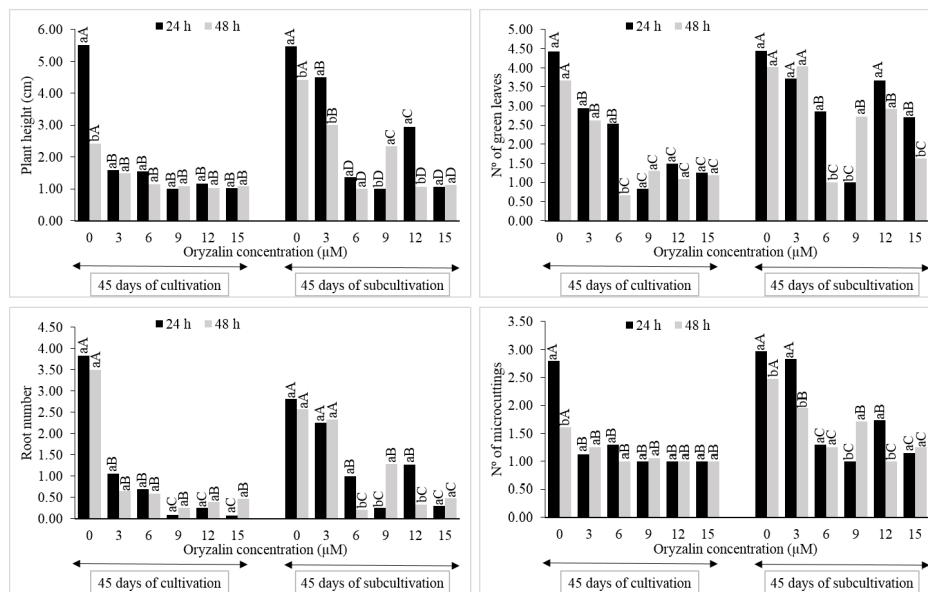 24 h 48 h
Plant height (cm)
6.00
5.00
4.00
3.00
2.00
1.00
0.00
aA bA aB aB aB aB aB aB aB aB aB aB aA bA aB bB aD aD bD aC aC bD aD aD
0 3 6 9 12 15 0 3 6 9 12 15
Oryzalin concentration (µM)
45 days of cultivation 45 days of subcultivation
24 h 48 h
Nº of green leaves
5.00
4.50
4.00
3.50
3.00
2.50
2.00
1.50
1.00
0.50
0.00
aA aA aB aB aB bC aC aC aC aC aC aC aA aA aA aA aB bC bC aB aA aB aB bC
0 3 6 9 12 15 0 3 6 9 12 15
Oryzalin concentration (µM)
45 days of cultivation 45 days of subcultivation
24 h 48 h
Root number
4.50
4.00
3.50
3.00
2.50
2.00
1.50
1.00
0.50
0.00
aA aA aB aB aB aB aC aB aC aB aC aB aA aA aA aA aB bC bC aB aB bC aC aC
0 3 6 9 12 15 0 3 6 9 12 15
Oryzalin concentration (µM)
45 days of cultivation 45 days of subcultivation
24 h 48 h
Nº of microcuttings
3.50
3.00
2.50
2.00
1.50
1.00
0.50
0.00
aA bA aB aB aB aB aB aB aB aB aB aB aA bA aA bB aC aC bC aB aB bC aC aC
0 3 6 9 12 15 0 3 6 9 12 15
Oryzalin concentration (µM)
45 days of cultivation 45 days of subcultivation